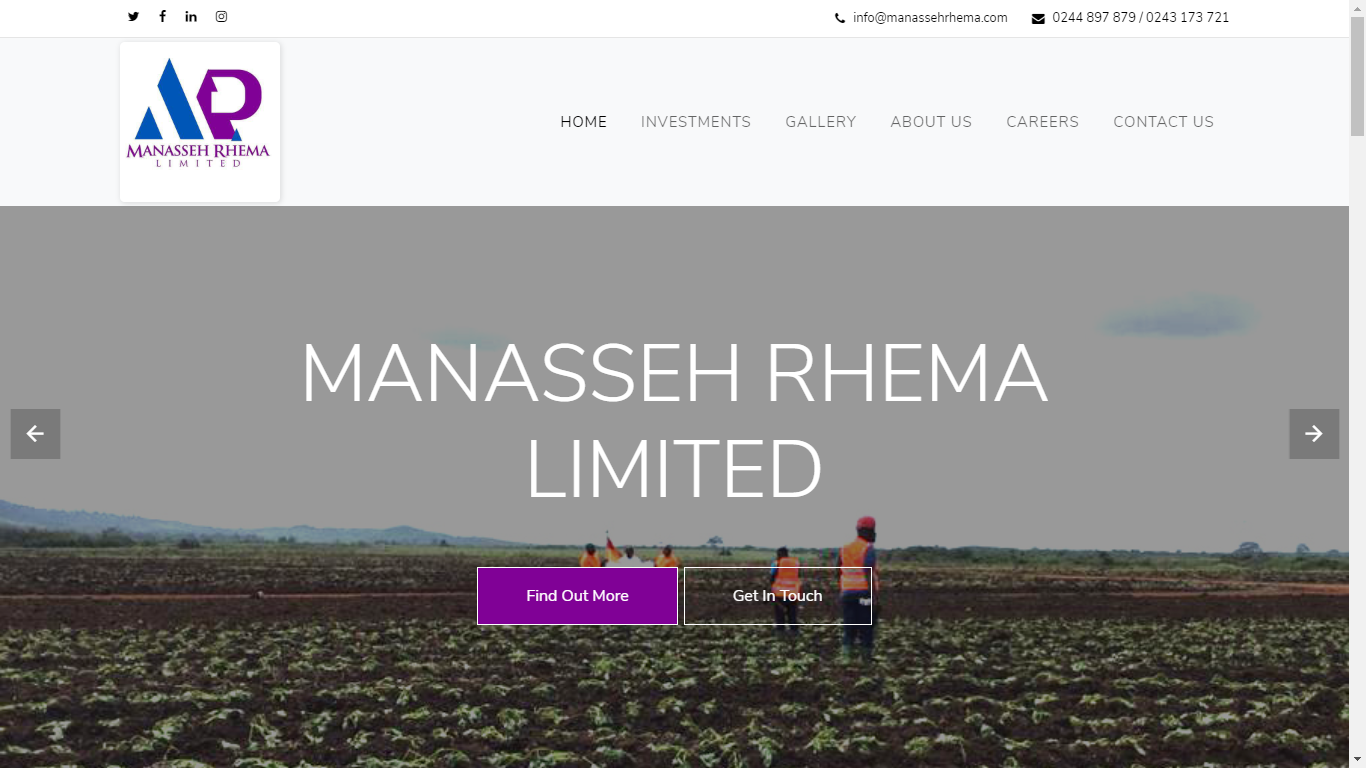 info@manassehrhema.com
0244 897 879 / 0243 173 721
MANASSEH RHEMA
LIMITED
HOME
INVESTMENTS
GALLERY
ABOUT US
CAREERS
CONTACT US
MANASSEH RHEMA
LIMITED
Find Out More
Get In Touch